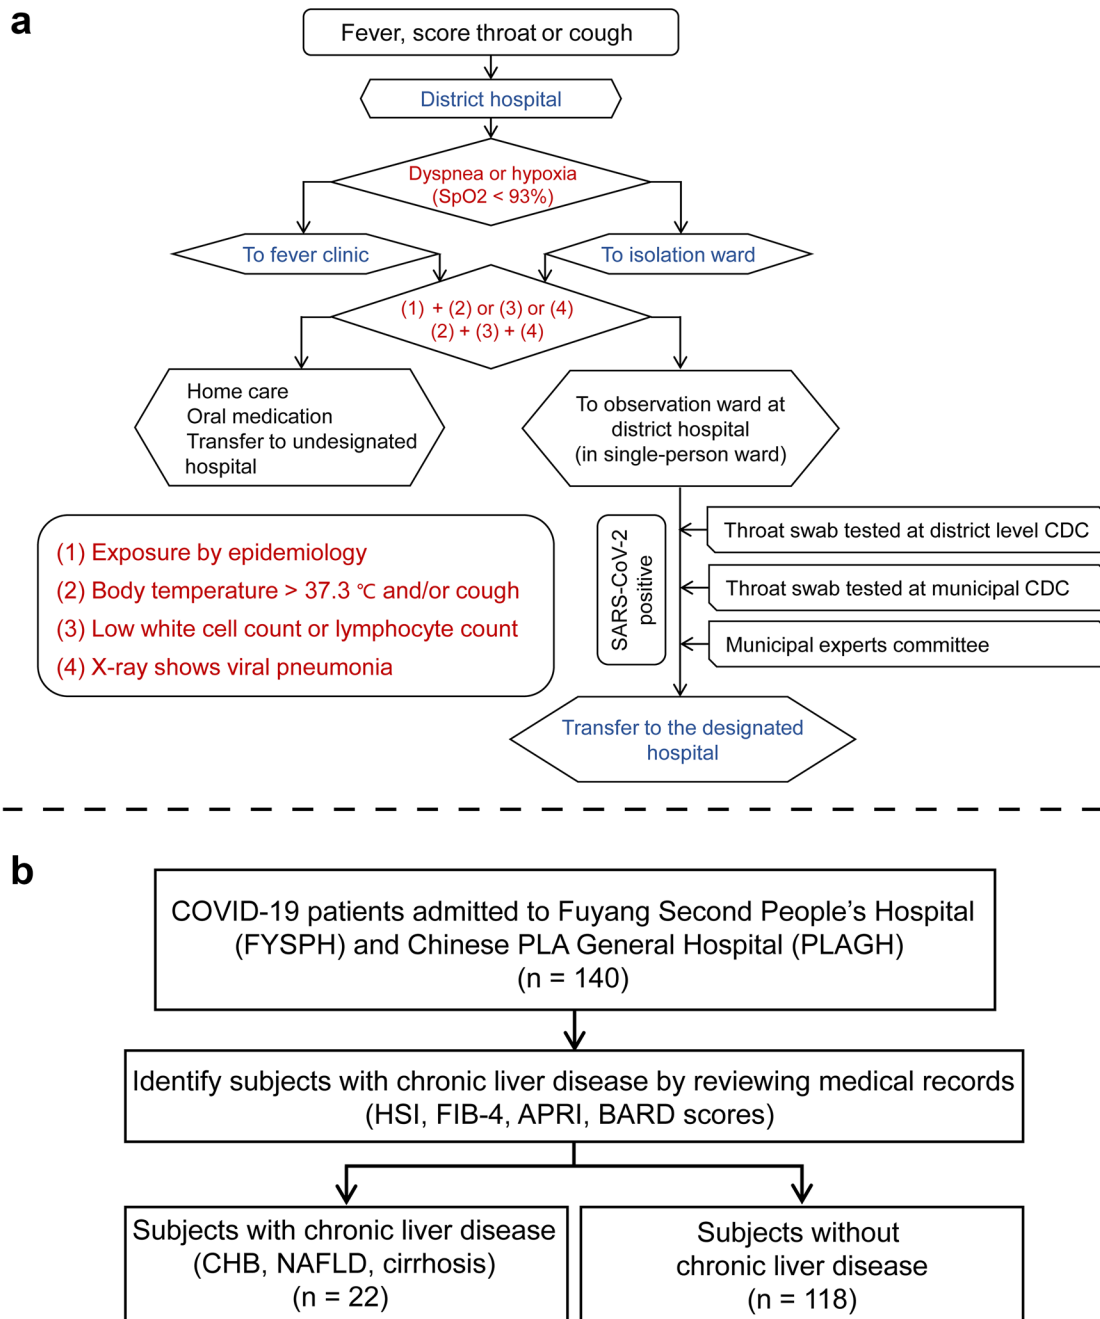 a
Fever, score throat or cough
District hospital
Dyspnea or hypoxia
(SpO2 < 93%)
To fever clinic
To isolation ward
(1) + (2) or (3) or (4)
(2) + (3) + (4)
Home care
Oral medication
Transfer to undesignated
hospital
To observation ward at
district hospital
(in single-person ward)
(1) Exposure by epidemiology
(2) Body temperature > 37.3 ℃ and/or cough
(3) Low white cell count or lymphocyte count
(4) X-ray shows viral pneumonia
SARS-CoV-2
positive
Throat swab tested at district level CDC
Throat swab tested at municipal CDC
Municipal experts committee
Transfer to the designated
hospital
b
COVID-19 patients admitted to Fuyang Second People's Hospital
(FYSPH) and Chinese PLA General Hospital (PLAGH)
(n = 140)
Identify subjects with chronic liver disease by reviewing medical records
(HSI, FIB-4, APRI, BARD scores)
Subjects with chronic liver disease
(CHB, NAFLD, cirrhosis)
(n = 22)
Subjects without
chronic liver disease
(n = 118)